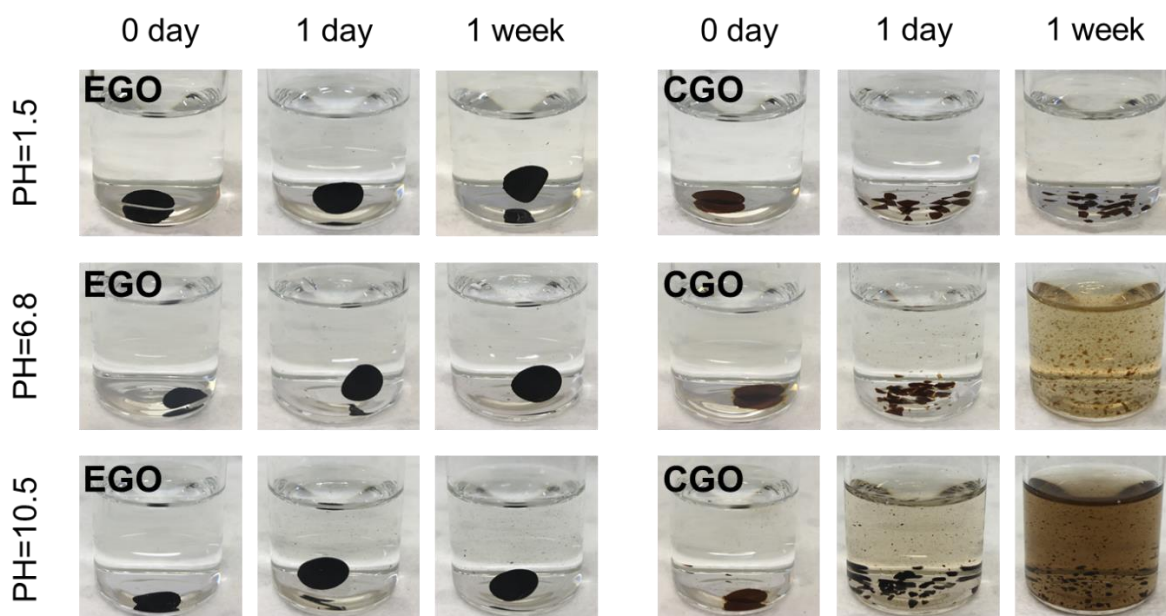 0 day 1 day 1 week 0 day 1 day 1 week
PH=1.5
EGO CGO
PH=6.8
EGO CGO
PH=10.5
EGO CGO